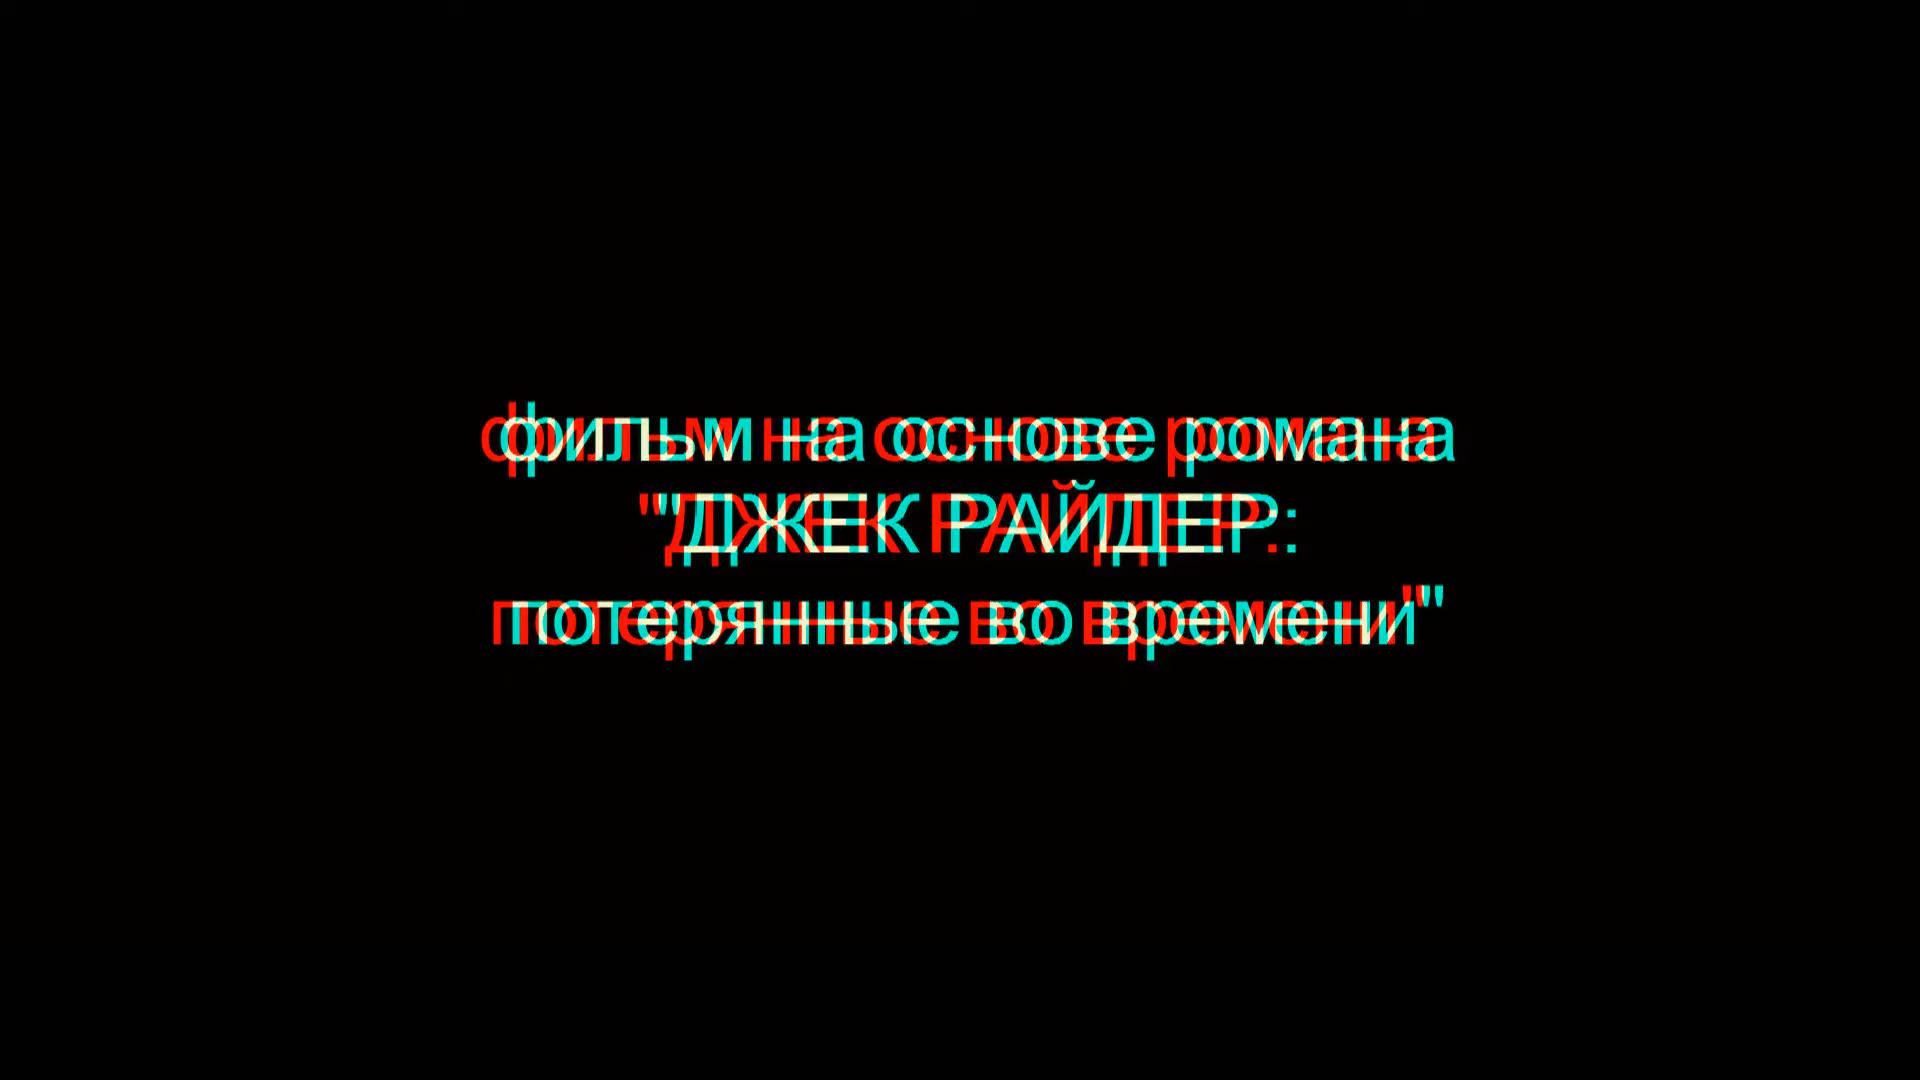 фильм на основе романа
"ДЖЕК РАЙДЕР:
потерянные во времени"